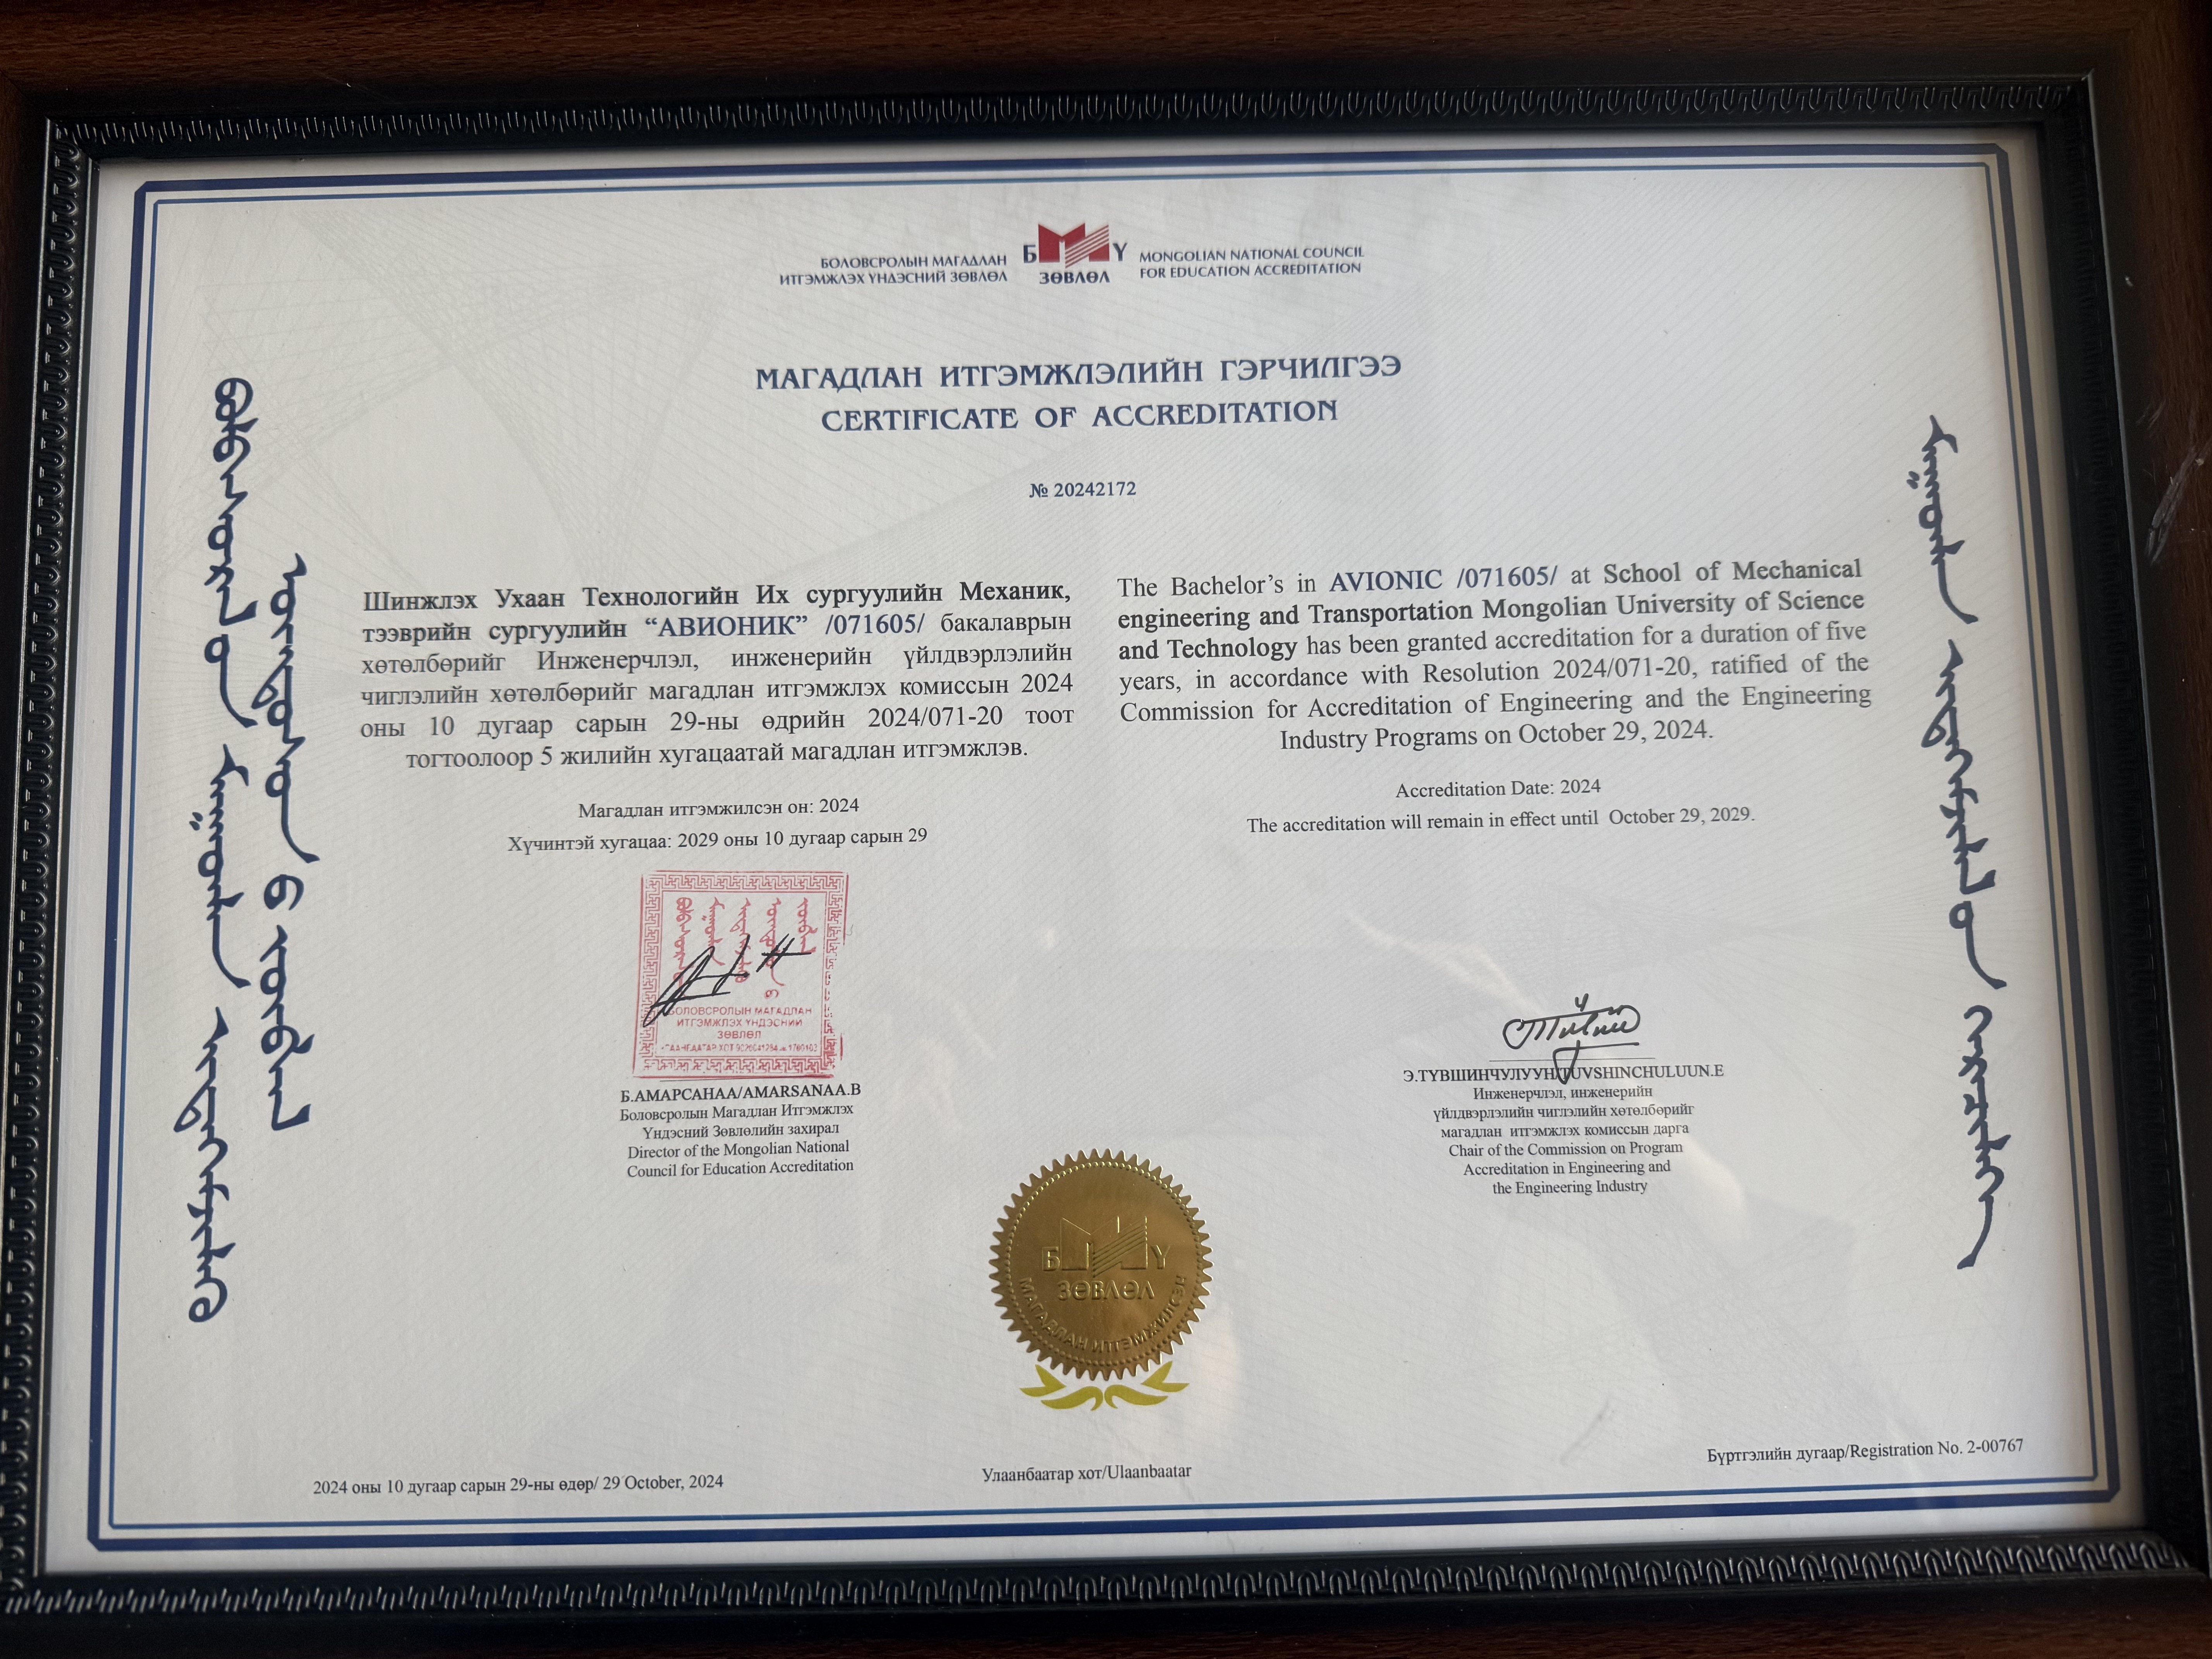 БОЛОВСРОЛЫН МАГАДЛАН
ИТГЭМЖЛЭХ ҮНДЭСНИЙ ЗӨВЛӨЛ
Б Ү
ЗӨВЛӨЛ
MONGOLIAN NATIONAL COUNCIL
FOR EDUCATION ACCREDITATION
МАГАДЛАН ИТГЭМЖЛЭЛИЙН ГЭРЧИЛГЭЭ
CERTIFICATE OF ACCREDITATION
№ 20242172
Шинжлэх Ухаан Технологийн Их сургуулийн Механик,
тээврийн сургуулийн “АВИОНИК” /071605/ бакалаврын
хөтөлбөрийг Инженерчлэл, инженерийн үйлдвэрлэлийн
чиглэлийн хөтөлбөрийг магадлан итгэмжлэх комиссын 2024
оны 10 дугаар сарын 29-ны өдрийн 2024/071-20 тоот
тогтоолоор 5 жилийн хугацаатай магадлан итгэмжлэв.
Магадлан итгэмжилсэн он: 2024
Хүчинтэй хугацаа: 2029 оны 10 дугаар сарын 29
The Bachelor’s in AVIONIC /071605/ at School of Mechanical
engineering and Transportation Mongolian University of Science
and Technology has been granted accreditation for a duration of five
years, in accordance with Resolution 2024/071-20, ratified of the
Commission for Accreditation of Engineering and the Engineering
Industry Programs on October 29, 2024.
Accreditation Date: 2024
The accreditation will remain in effect until October 29, 2029.
БОЛОВСРОЛЫН МАГАДЛАН
ИТГЭМЖЛЭХ ҮНДЭСНИЙ
ЗӨВЛӨЛ
Б.АМАРСАНАА/AMARSANAA.B
Боловсролын Магадлан Итгэмжлэх
Үндэсний Зөвлөлийн захирал
Director of the Mongolian National
Council for Education Accreditation
Э.ТҮВШИНЧУЛУУН/TUVSHINCHULUUN.E
Инженерчлэл, инженерийн
үйлдвэрлэлийн чиглэлийн хөтөлбөрийг
магадлан итгэмжлэх комиссын дарга
Chair of the Commission on Program
Accreditation in Engineering and
the Engineering Industry
Б Ү
ЗӨВЛӨЛ
МАГАДЛАН ИТГЭМЖИЛСЭН
2024 оны 10 дугаар сарын 29-ны өдөр/ 29 October, 2024
Улаанбаатар хот/Ulaanbaatar
Бүртгэлийн дугаар/Registration No. 2-00767